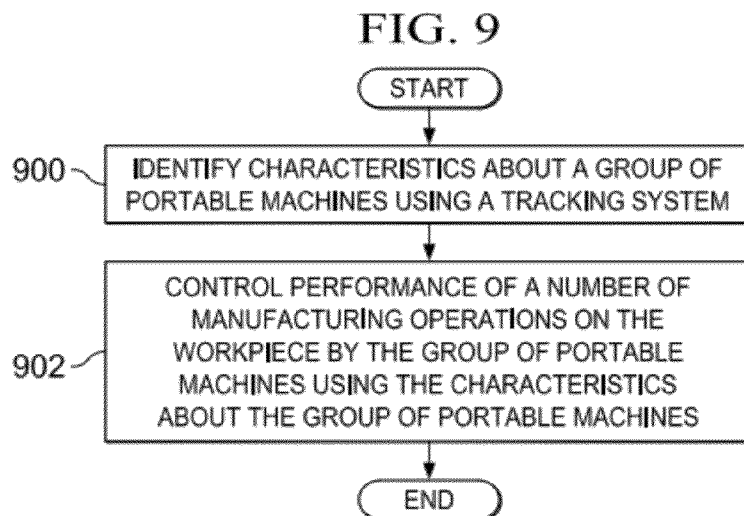 FIG. 9
START
900
IDENTIFY CHARACTERISTICS ABOUT A GROUP OF
PORTABLE MACHINES USING A TRACKING SYSTEM
CONTROL PERFORMANCE OF A NUMBER OF
MANUFACTURING OPERATIONS ON THE
902
WORKPIECE BY THE GROUP OF PORTABLE
MACHINES USING THE CHARACTERISTICS
ABOUT THE GROUP OF PORTABLE MACHINES
END